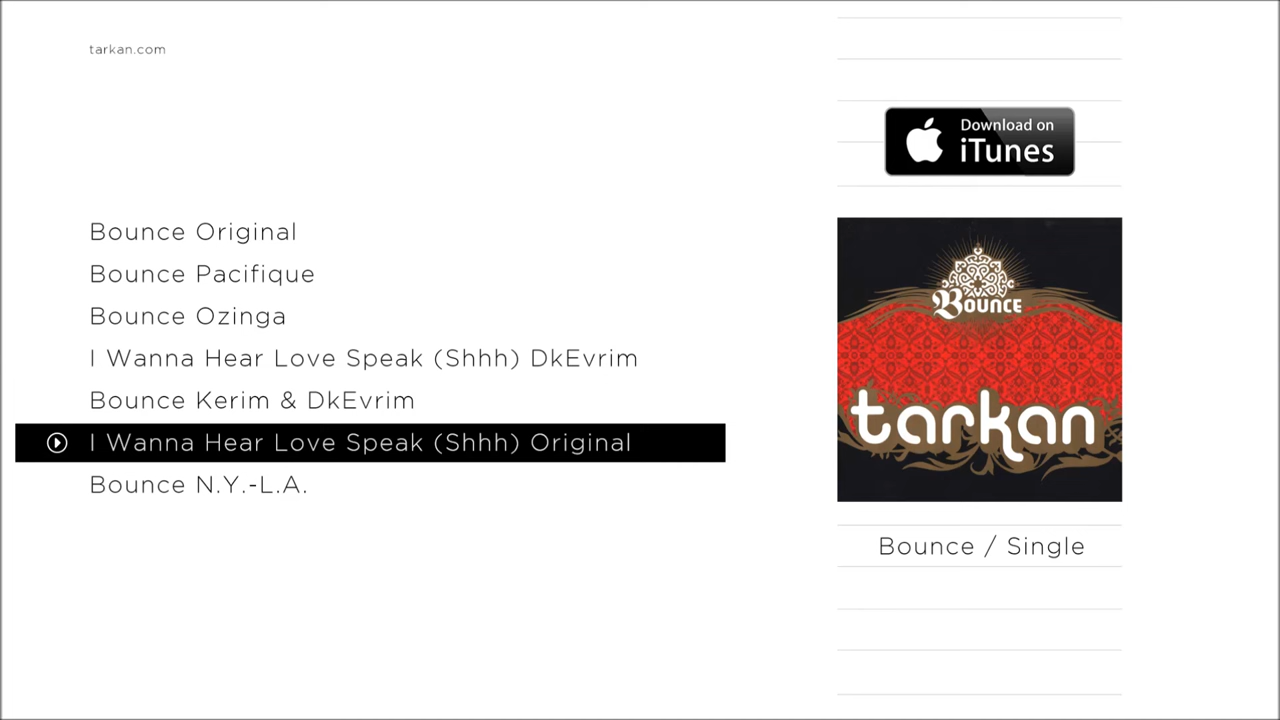 tarkan.com
Bounce Original
Bounce Pacifique
Bounce Ozinga
I Wanna Hear Love Speak (Shhh) DkEvrim
Bounce Kerim & DkEvrim
I Wanna Hear Love Speak (Shhh) Original
Bounce N.Y.-L.A.
Download on
iTunes
BOUNCE
tarkan
Bounce / Single